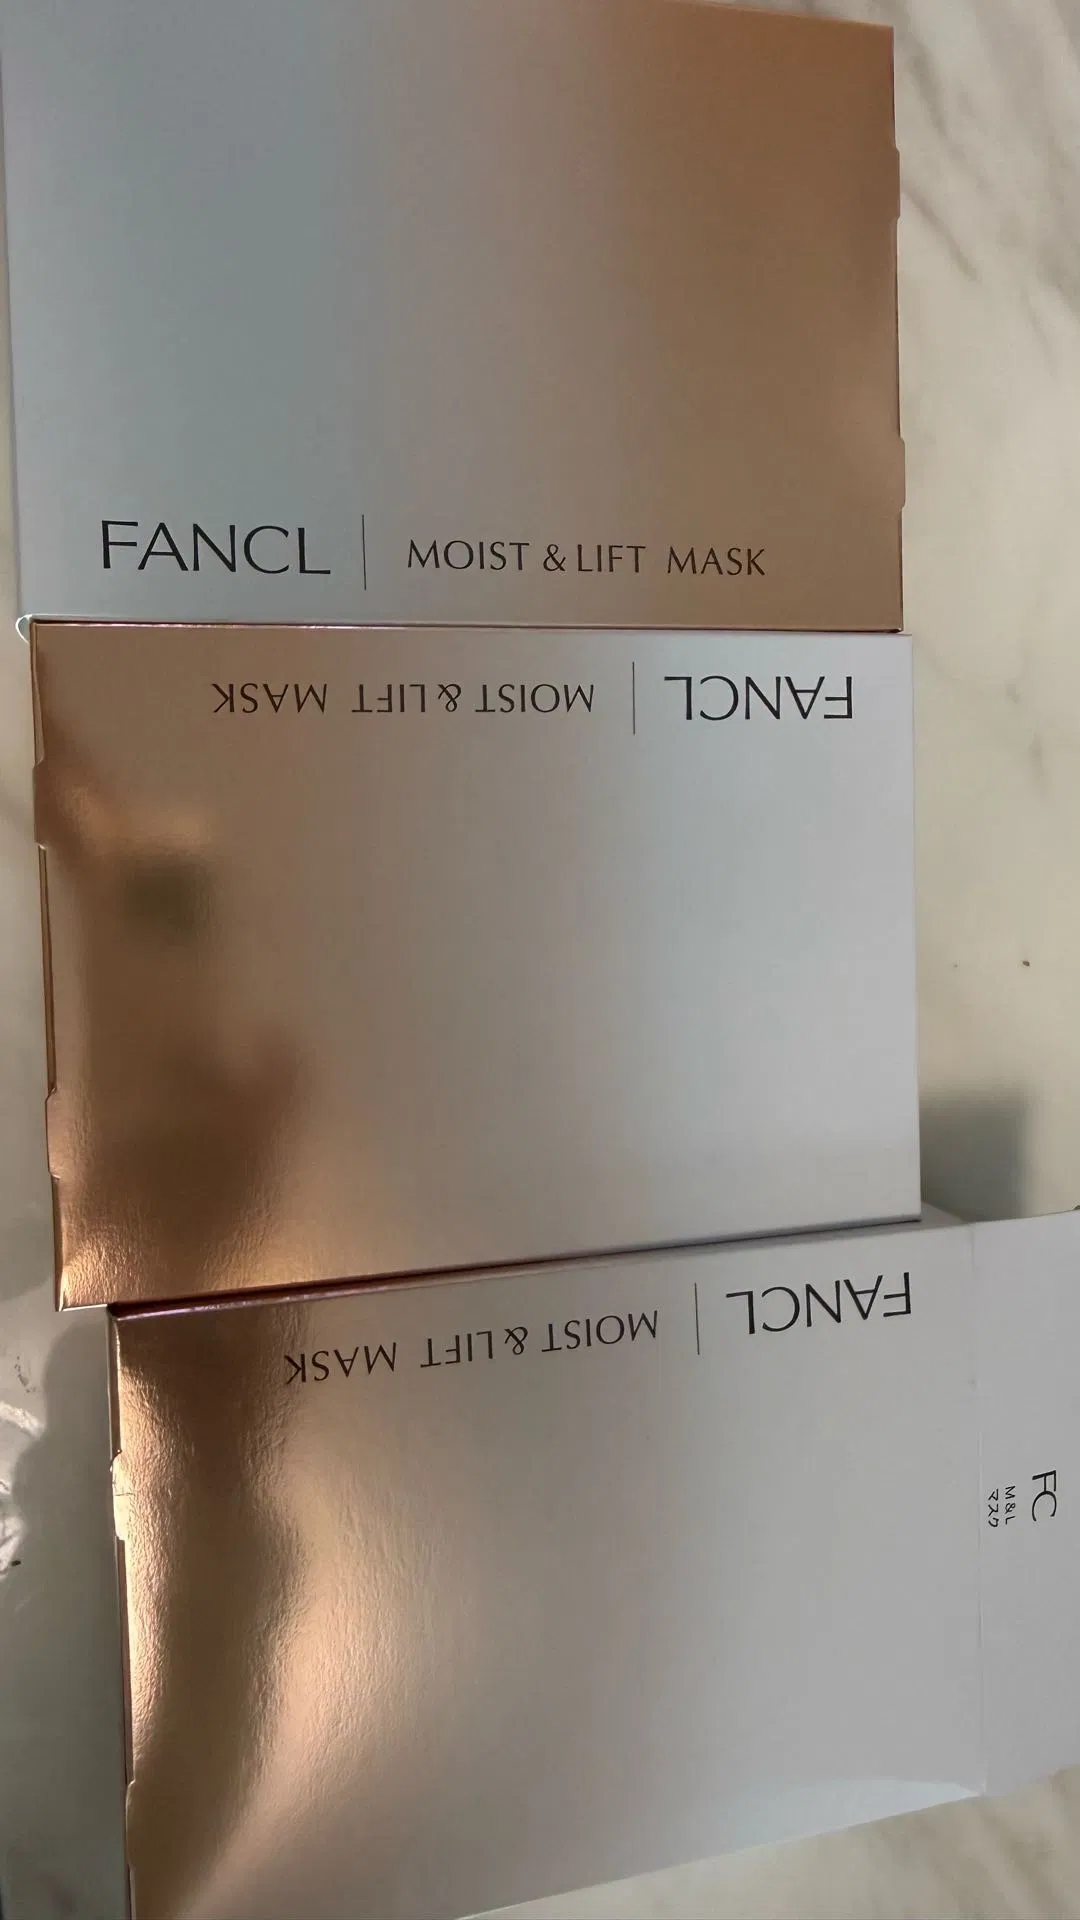 FANCL | MOIST & LIFT MASK
FANCL | MOIST & LIFT MASK
FANCL | MOIST & LIFT MASK
FC
M&L
マスク